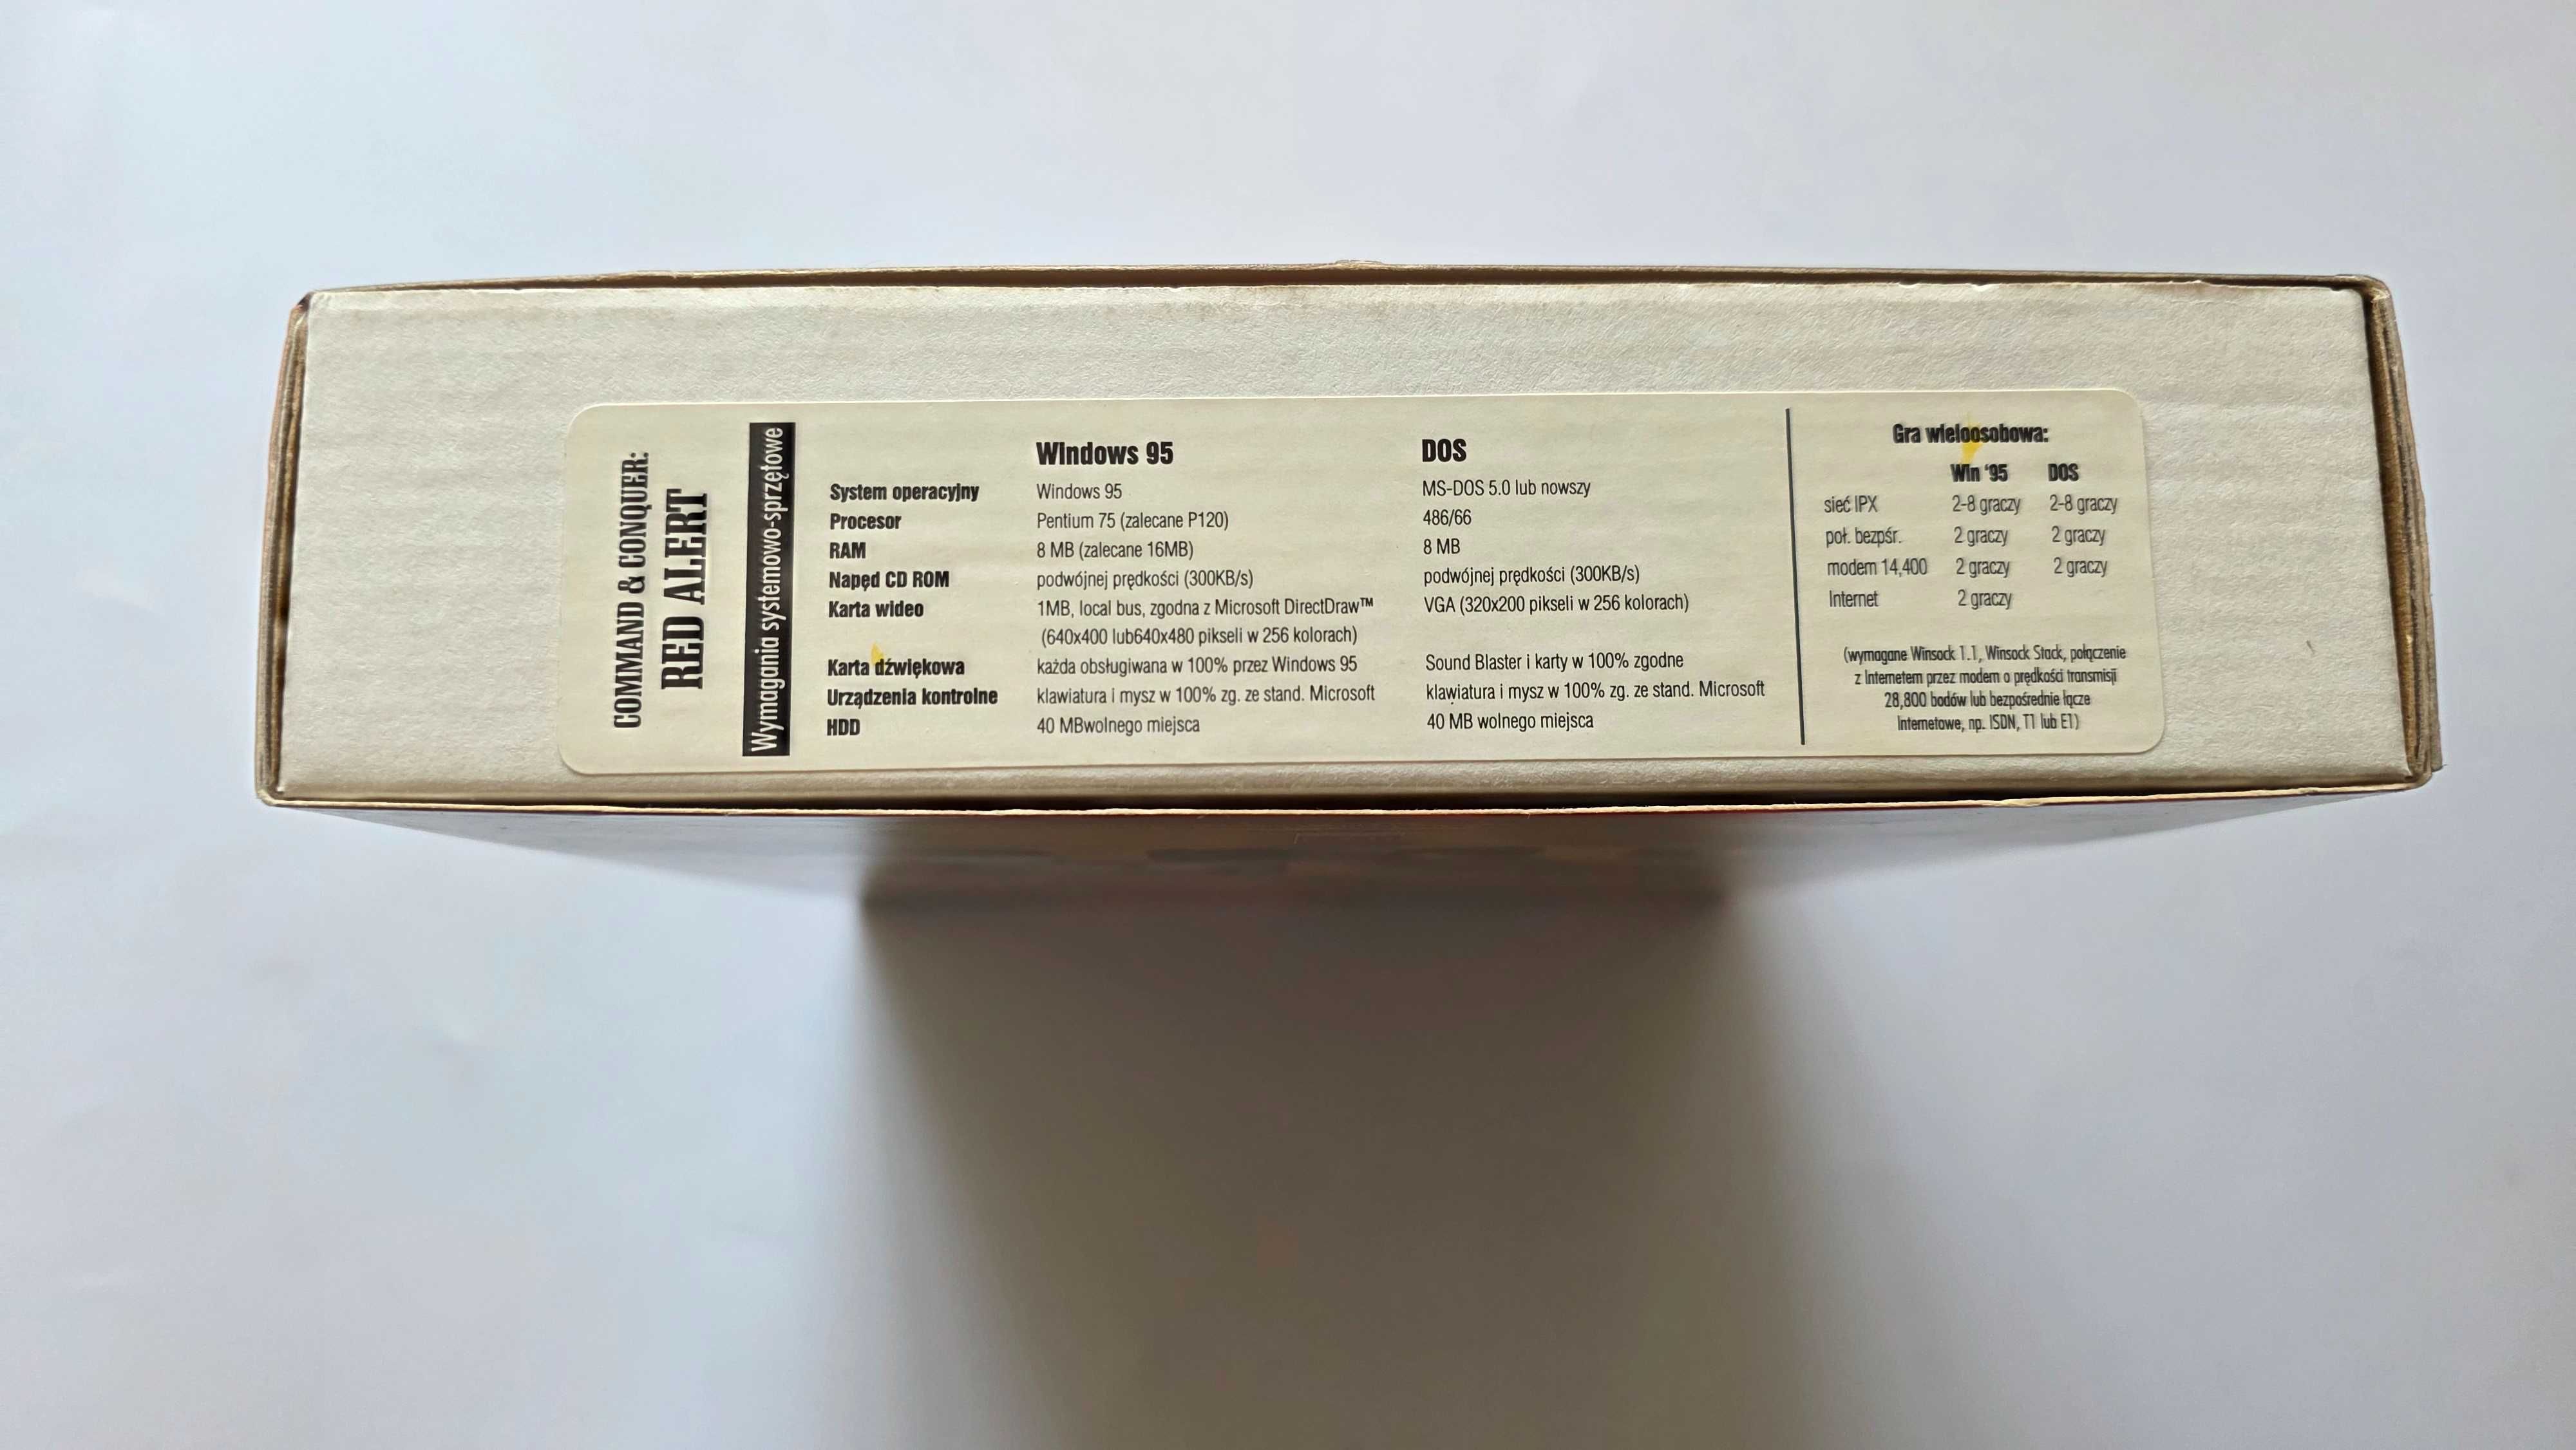 COMMAND & CONQUER:
RED ALERT
Wymagania systemowo-sprzętowe
Windows 95 DOS
System operacyjny Windows 95 MS-DOS 5.0 lub nowszy
Procesor Pentium 75 (zalecane P120) 486/66
RAM 8 MB (zalecane 16MB) 8 MB
Napęd CD ROM podwójnej prędkości (300KB/s) podwójnej prędkości (300KB/s)
Karta wideo 1MB, local bus, zgodna z Microsoft DirectDraw™ VGA (320x200 pikseli w 256 kolorach)
(640x400 lub640x480 pikseli w 256 kolorach)
Karta dźwiękowa każda obsługiwana w 100% przez Windows 95 Sound Blaster i karty w 100% zgodne
Urządzenia kontrolne klawiatura i mysz w 100% zg. ze stand. Microsoft klawiatura i mysz w 100% zg. ze stand. Microsoft
HDD 40 MBwolnego miejsca 40 MB wolnego miejsca
Gra wieloosobowa:
Win '95 DOS
sieć IPX 2-8 graczy 2-8 graczy
poł. bezpśr. 2 graczy 2 graczy
modem 14,400 2 graczy 2 graczy
Internet 2 graczy
(wymagane Winsock 1.1, Winsock Stack, połączenie
z Internetem przez modem o prędkości transmisji
28,800 bodów lub bezpośrednie łącze
Internetowe, np. ISDN, T1 lub E1)